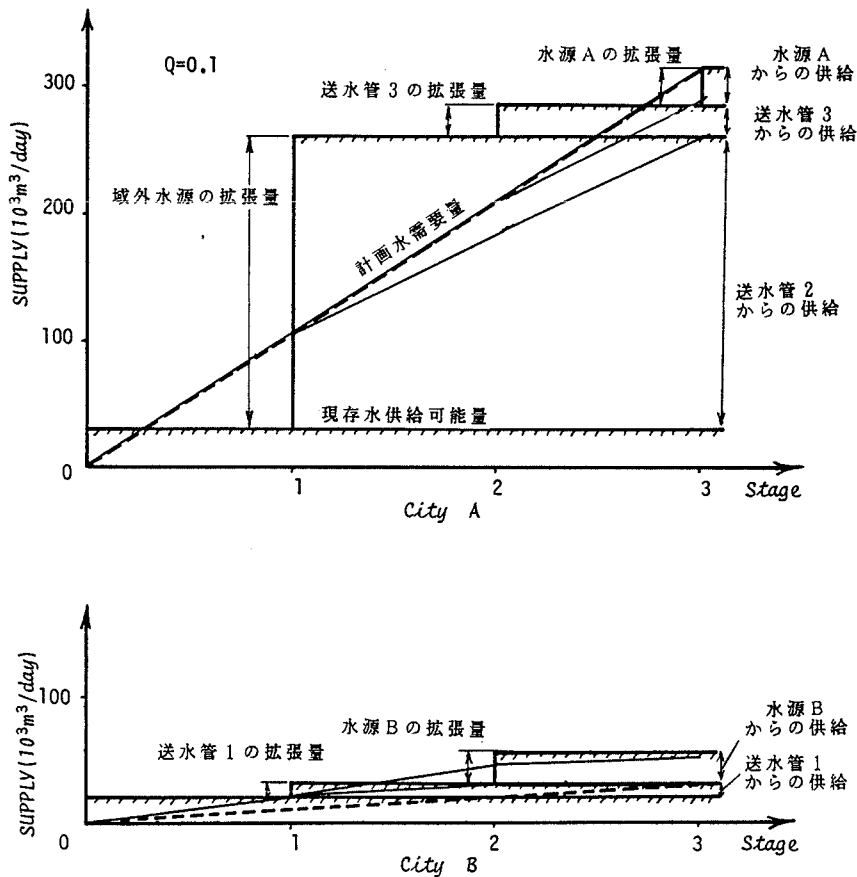 Q=0.1
水源Aの拡張量
水源A
からの供給
送水管3の拡張量
送水管3
からの供給
域外水源の拡張量
計画水需要量
送水管2
からの供給
現存水供給可能量
SUPPLY(10³m³/day)
300
200
100
0
1
2
3
Stage
City A
水源Bの拡張量
水源B
からの供給
送水管1の拡張量
送水管1
からの供給
SUPPLY(10³m³/day)
100
0
1
2
3
Stage
City B